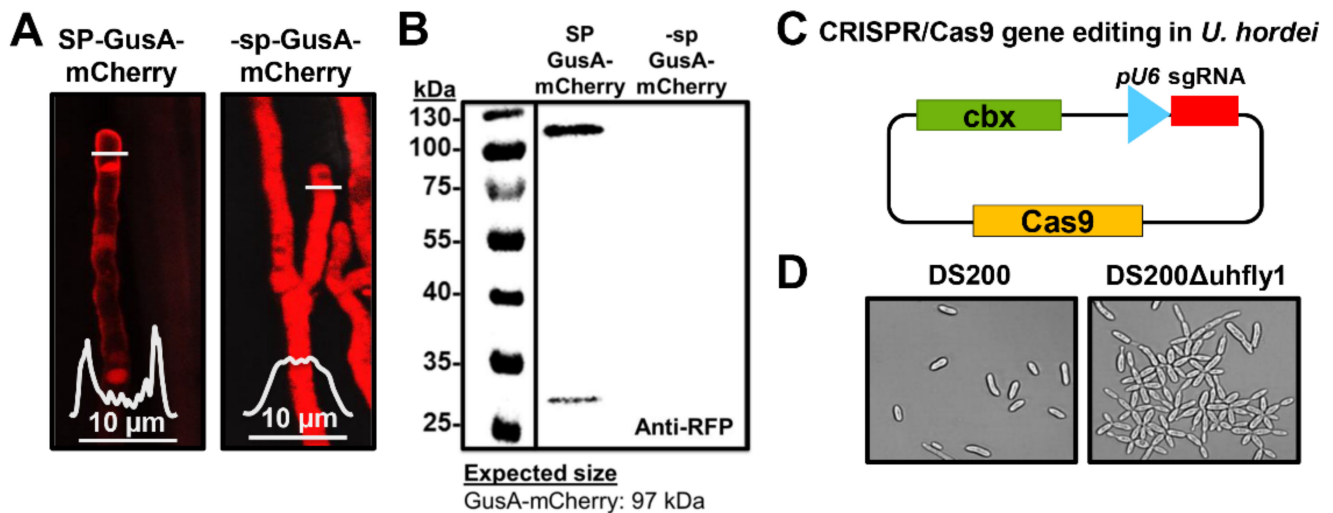 A
SP-GusA-
mCherry
-sp-GusA-
mCherry
10 µm
10 µm
B
SP
GusA-
mCherry
-sp
GusA-
mCherry
kDa
130-
100-
75-
55-
40-
35-
25-
Anti-RFP
Expected size
GusA-mCherry: 97 kDa
C CRISPR/Cas9 gene editing in U. hordei
pU6 sgRNA
cbx
Cas9
D
DS200
DS200Δuhfly1